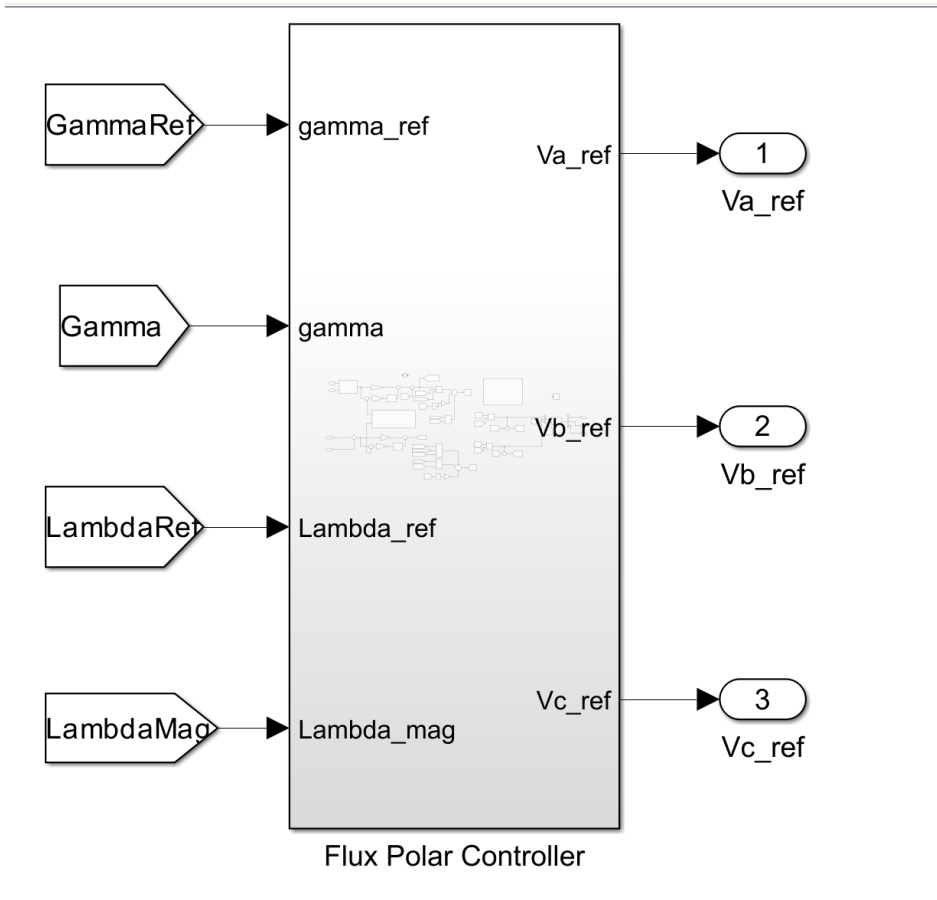 GammaRef
gamma_ref
Va_ref
1
Va_ref
Gamma
gamma
Vb_ref
2
Vb_ref
LambdaRef
Lambda_ref
LambdaMag
Lambda_mag
Vc_ref
3
Vc_ref
Flux Polar Controller